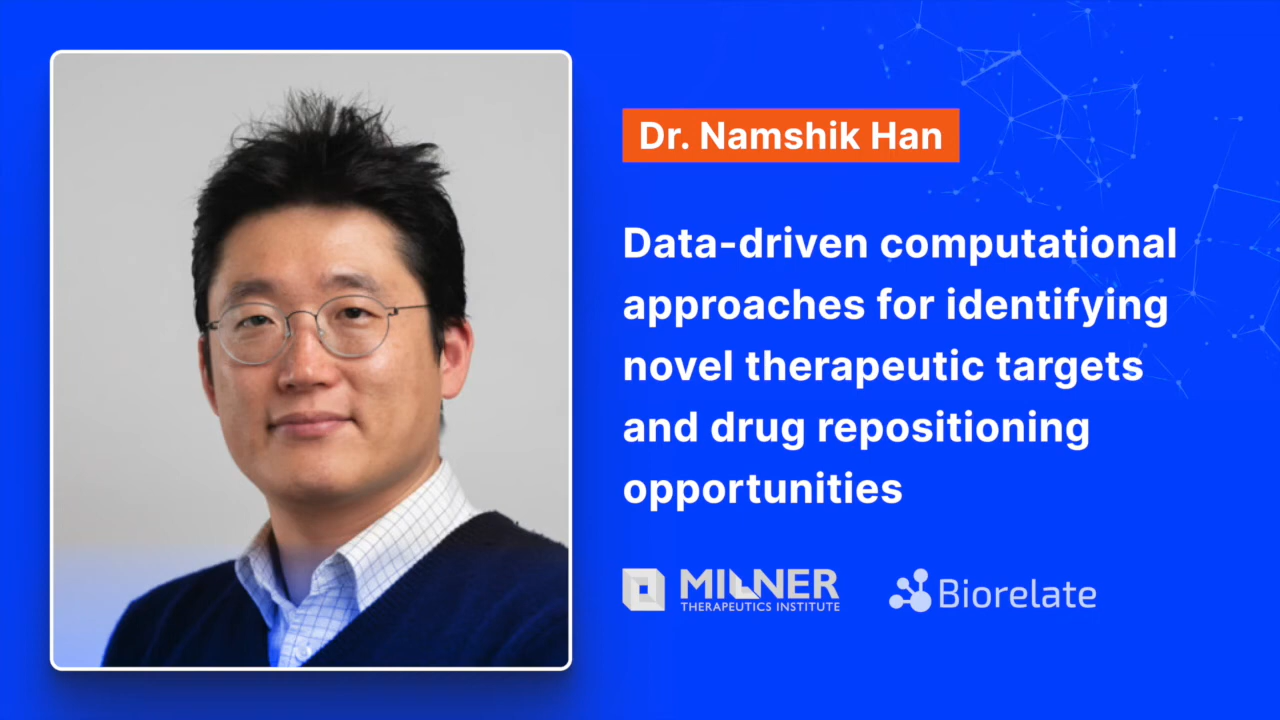 Dr. Namshik Han
Data-driven computational
approaches for identifying
novel therapeutic targets
and drug repositioning
opportunities
MILNER
THERAPEUTICS INSTITUTE
Biorelate